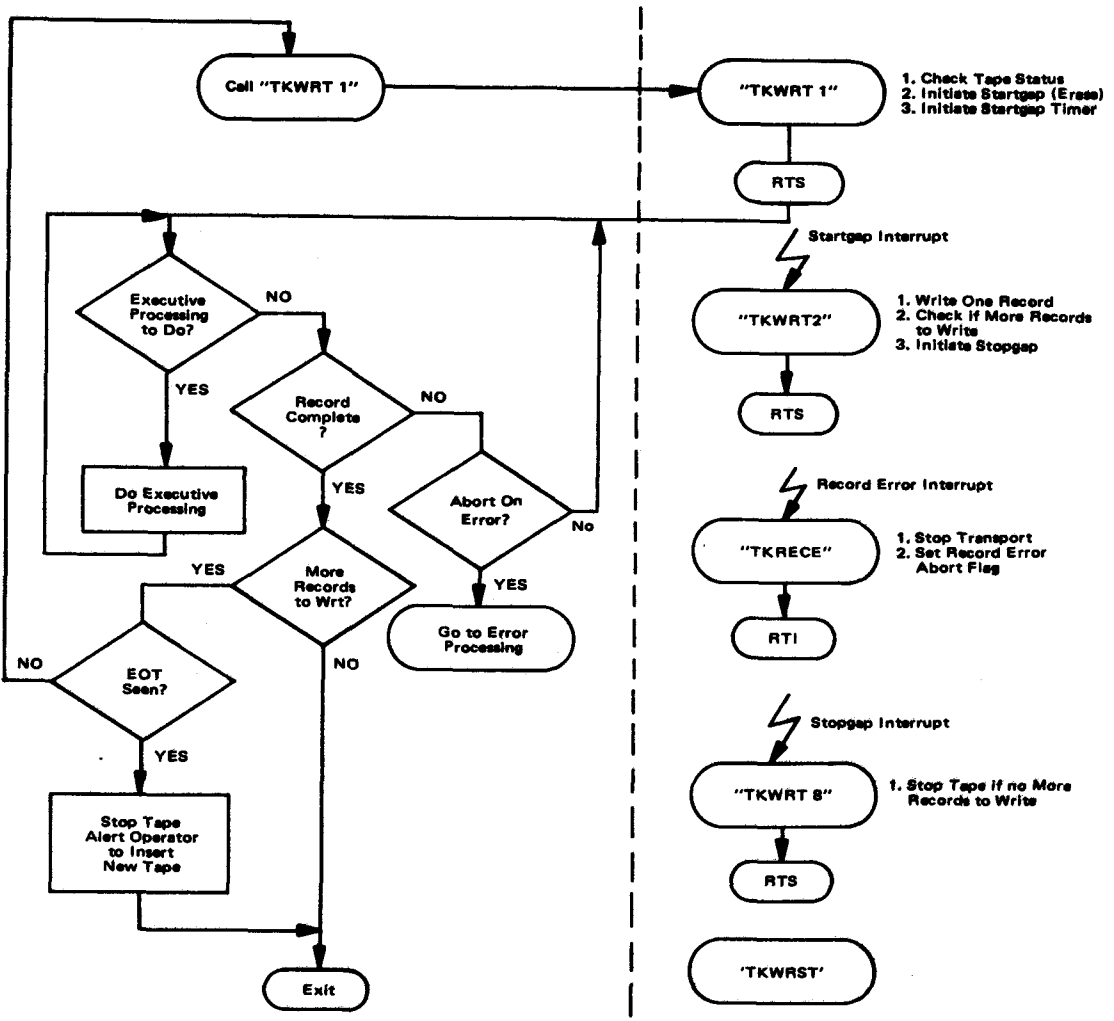 Call "TKWRT 1"
"TKWRT 1"
1. Check Tape Status
2. Initiate Startgap (Erase)
3. Initiate Startgap Timer
RTS
Startgap Interrupt
Executive
Processing
to Do?
NO
YES
"TKWRT2"
1. Write One Record
2. Check if More Records
to Write
3. Initiate Stopgap
RTS
Record
Complete
?
NO
YES
Do Executive
Processing
Abort On
Error?
No
YES
Record Error Interrupt
"TKRECE"
1. Stop Transport
2. Set Record Error
Abort Flag
RTI
More
Records
to Wrt?
YES
NO
Go to Error
Processing
EOT
Seen?
NO
YES
Stopgap Interrupt
"TKWRT 8"
1. Stop Tape if no More
Records to Write
RTS
Stop Tape
Alert Operator
to Insert
New Tape
Exit
'TKWRST'